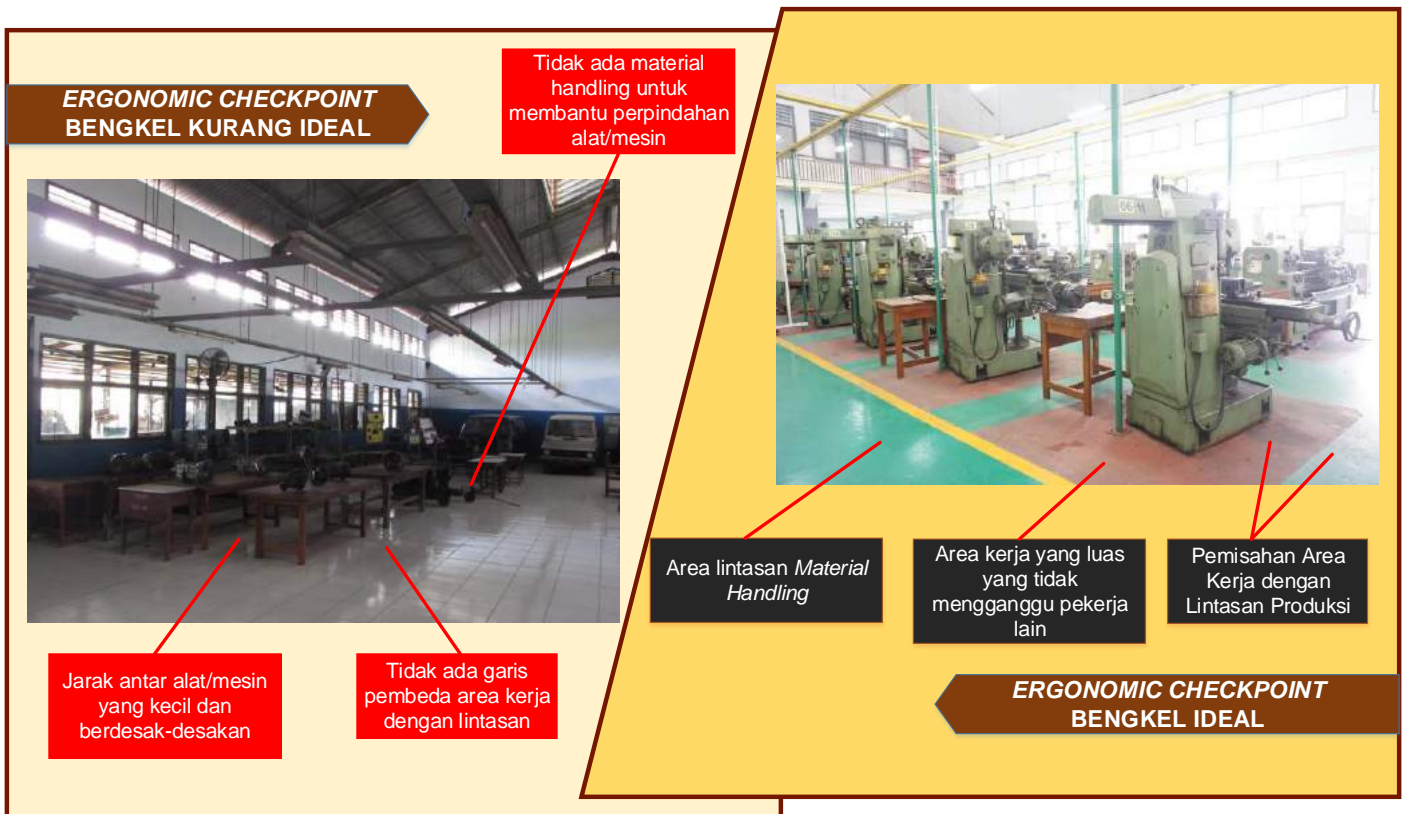 ERGONOMIC CHECKPOINT
BENGKEL KURANG IDEAL
Tidak ada material
handling untuk
membantu perpindahan
alat/mesin
Jarak antar alat/mesin
yang kecil dan
berdesak-desakan
Tidak ada garis
pembeda area kerja
dengan lintasan
Area lintasan Material
Handling
Area kerja yang luas
yang tidak
mengganggu pekerja
lain
Pemisahan Area
Kerja dengan
Lintasan Produksi
ERGONOMIC CHECKPOINT
BENGKEL IDEAL